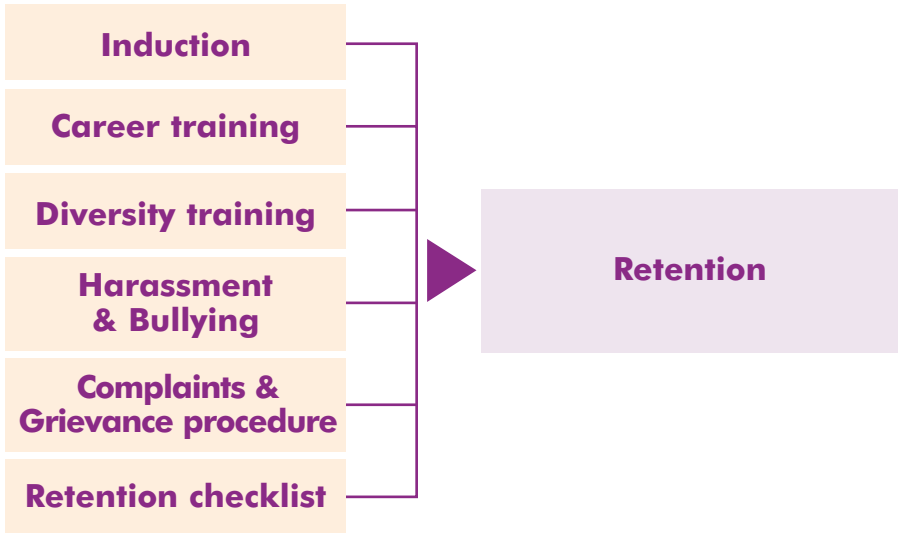 Induction
Career training
Diversity training
Harassment
& Bullying
Complaints &
Grievance procedure
Retention checklist
Retention